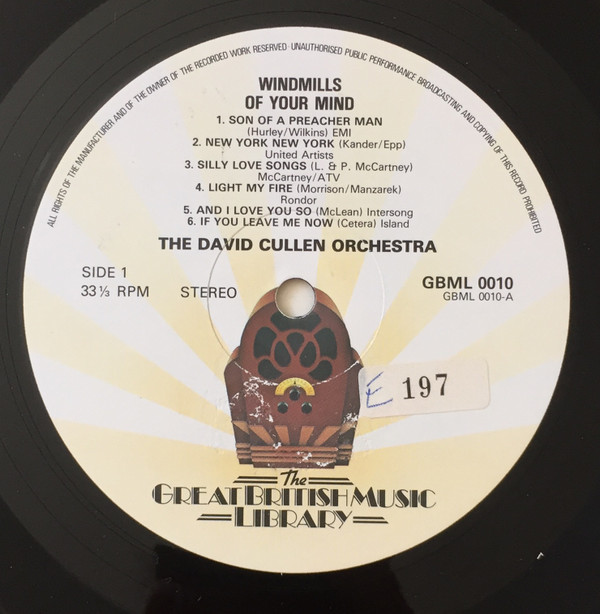 ALL RIGHTS OF THE MANUFACTURER AND OF THE OWNER OF THE RECORDED WORK RESERVED · UNAUTHORISED PUBLIC PERFORMANCE BROADCASTING AND COPYING OF THIS RECORD PROHIBITED
WINDMILLS
OF YOUR MIND
1. SON OF A PREACHER MAN
(Hurley/Wilkins) EMI
2. NEW YORK NEW YORK (Kander/Epp)
United Artists
3. SILLY LOVE SONGS (L. & P. McCartney)
McCartney/ATV
4. LIGHT MY FIRE (Morrison/Manzarek)
Rondor
5. AND I LOVE YOU SO (McLean) Intersong
6. IF YOU LEAVE ME NOW (Cetera) Island
THE DAVID CULLEN ORCHESTRA
SIDE 1
33⅓ RPM STEREO
GBML 0010
GBML 0010-A
E 197
The
GREAT BRITISH MUSIC
LIBRARY